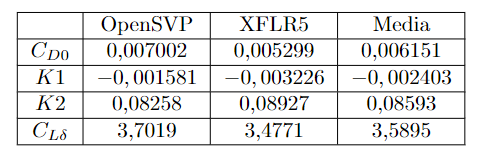 OpenSVP XFLR5 Media
C_{D0} 0,007002 0,005299 0,006151
K1 −0,001581 −0,003226 −0,002403
K2 0,08258 0,08927 0,08593
C_{Lδ} 3,7019 3,4771 3,5895